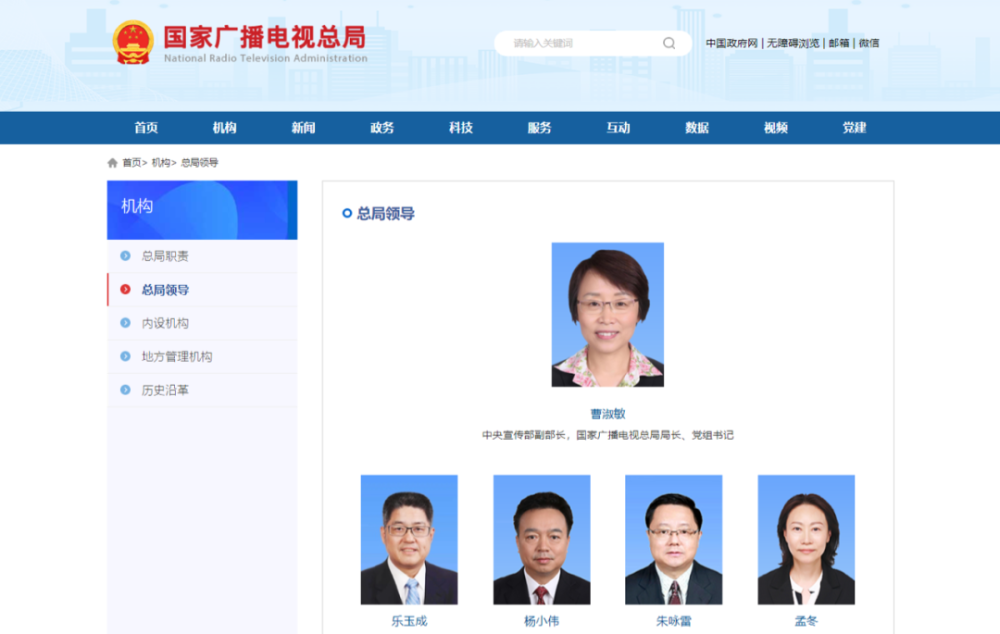 国家广播电视总局
National Radio Television Administration
请输入关键词
中国政府网 | 无障碍浏览 | 邮箱 | 微信
首页 机构 新闻 政务 科技 服务 互动 数据 视频 党建
首页> 机构> 总局领导
机构
总局职责
总局领导
内设机构
地方管理机构
历史沿革
总局领导
曹淑敏
中央宣传部副部长，国家广播电视总局局长、党组书记
乐玉成 杨小伟 朱咏雷 孟冬